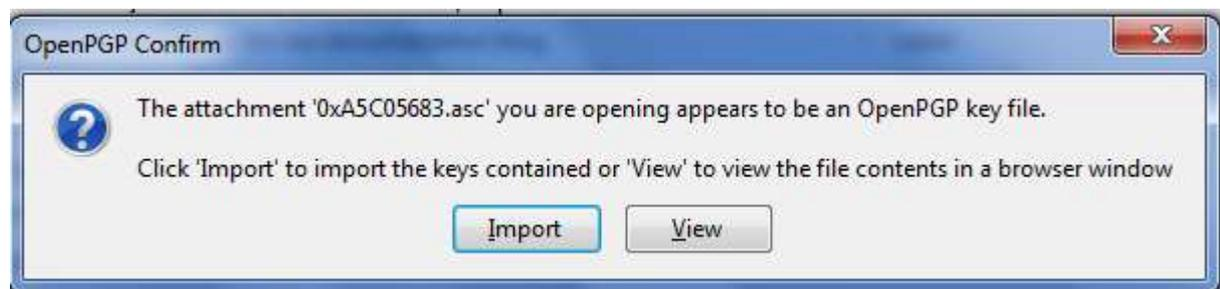 OpenPGP Confirm
The attachment '0xA5C05683.asc' you are opening appears to be an OpenPGP key file.
Click 'Import' to import the keys contained or 'View' to view the file contents in a browser window
Import
View